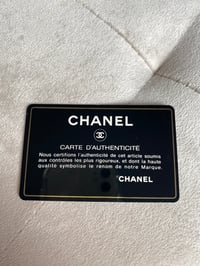 CHANEL
CARTE D'AUTHENTICITÉ
Nous certifions l'authenticité de cet article soumis
aux contrôles les plus rigoureux, et dont la haute
qualité symbolise le renom de notre Marque.
CHANEL